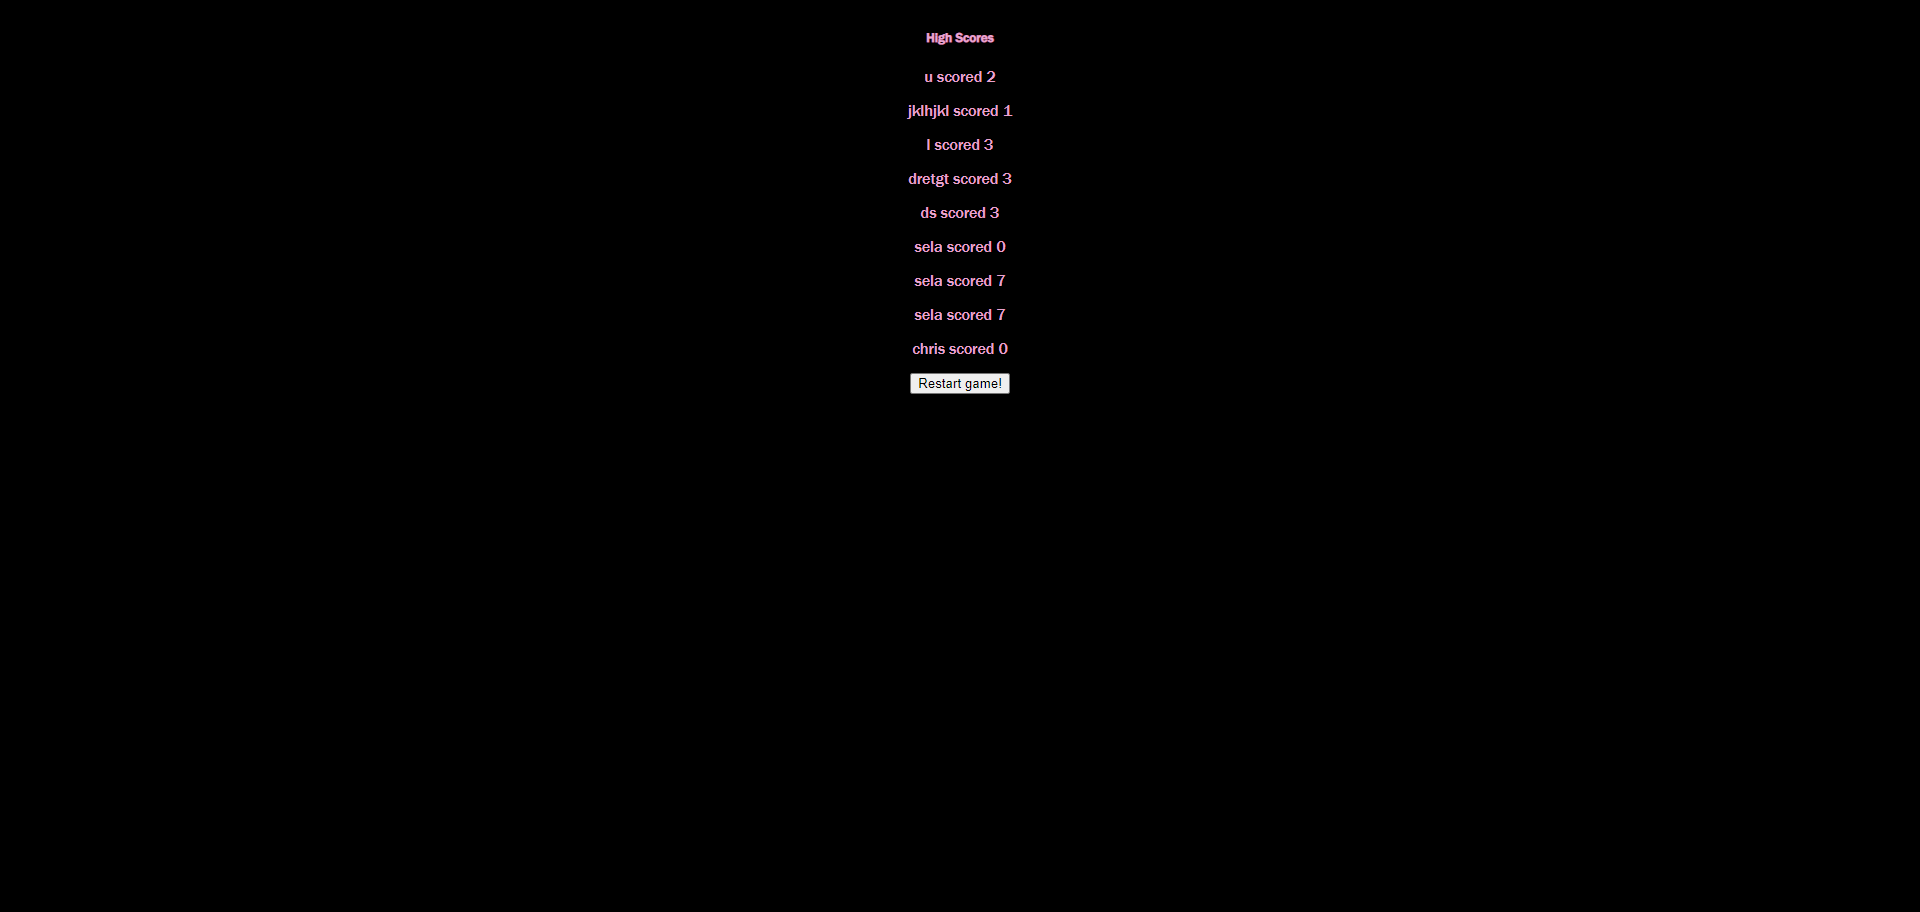 High Scores
u scored 2
jklhjkl scored 1
l scored 3
dretgt scored 3
ds scored 3
sela scored 0
sela scored 7
sela scored 7
chris scored 0
Restart game!